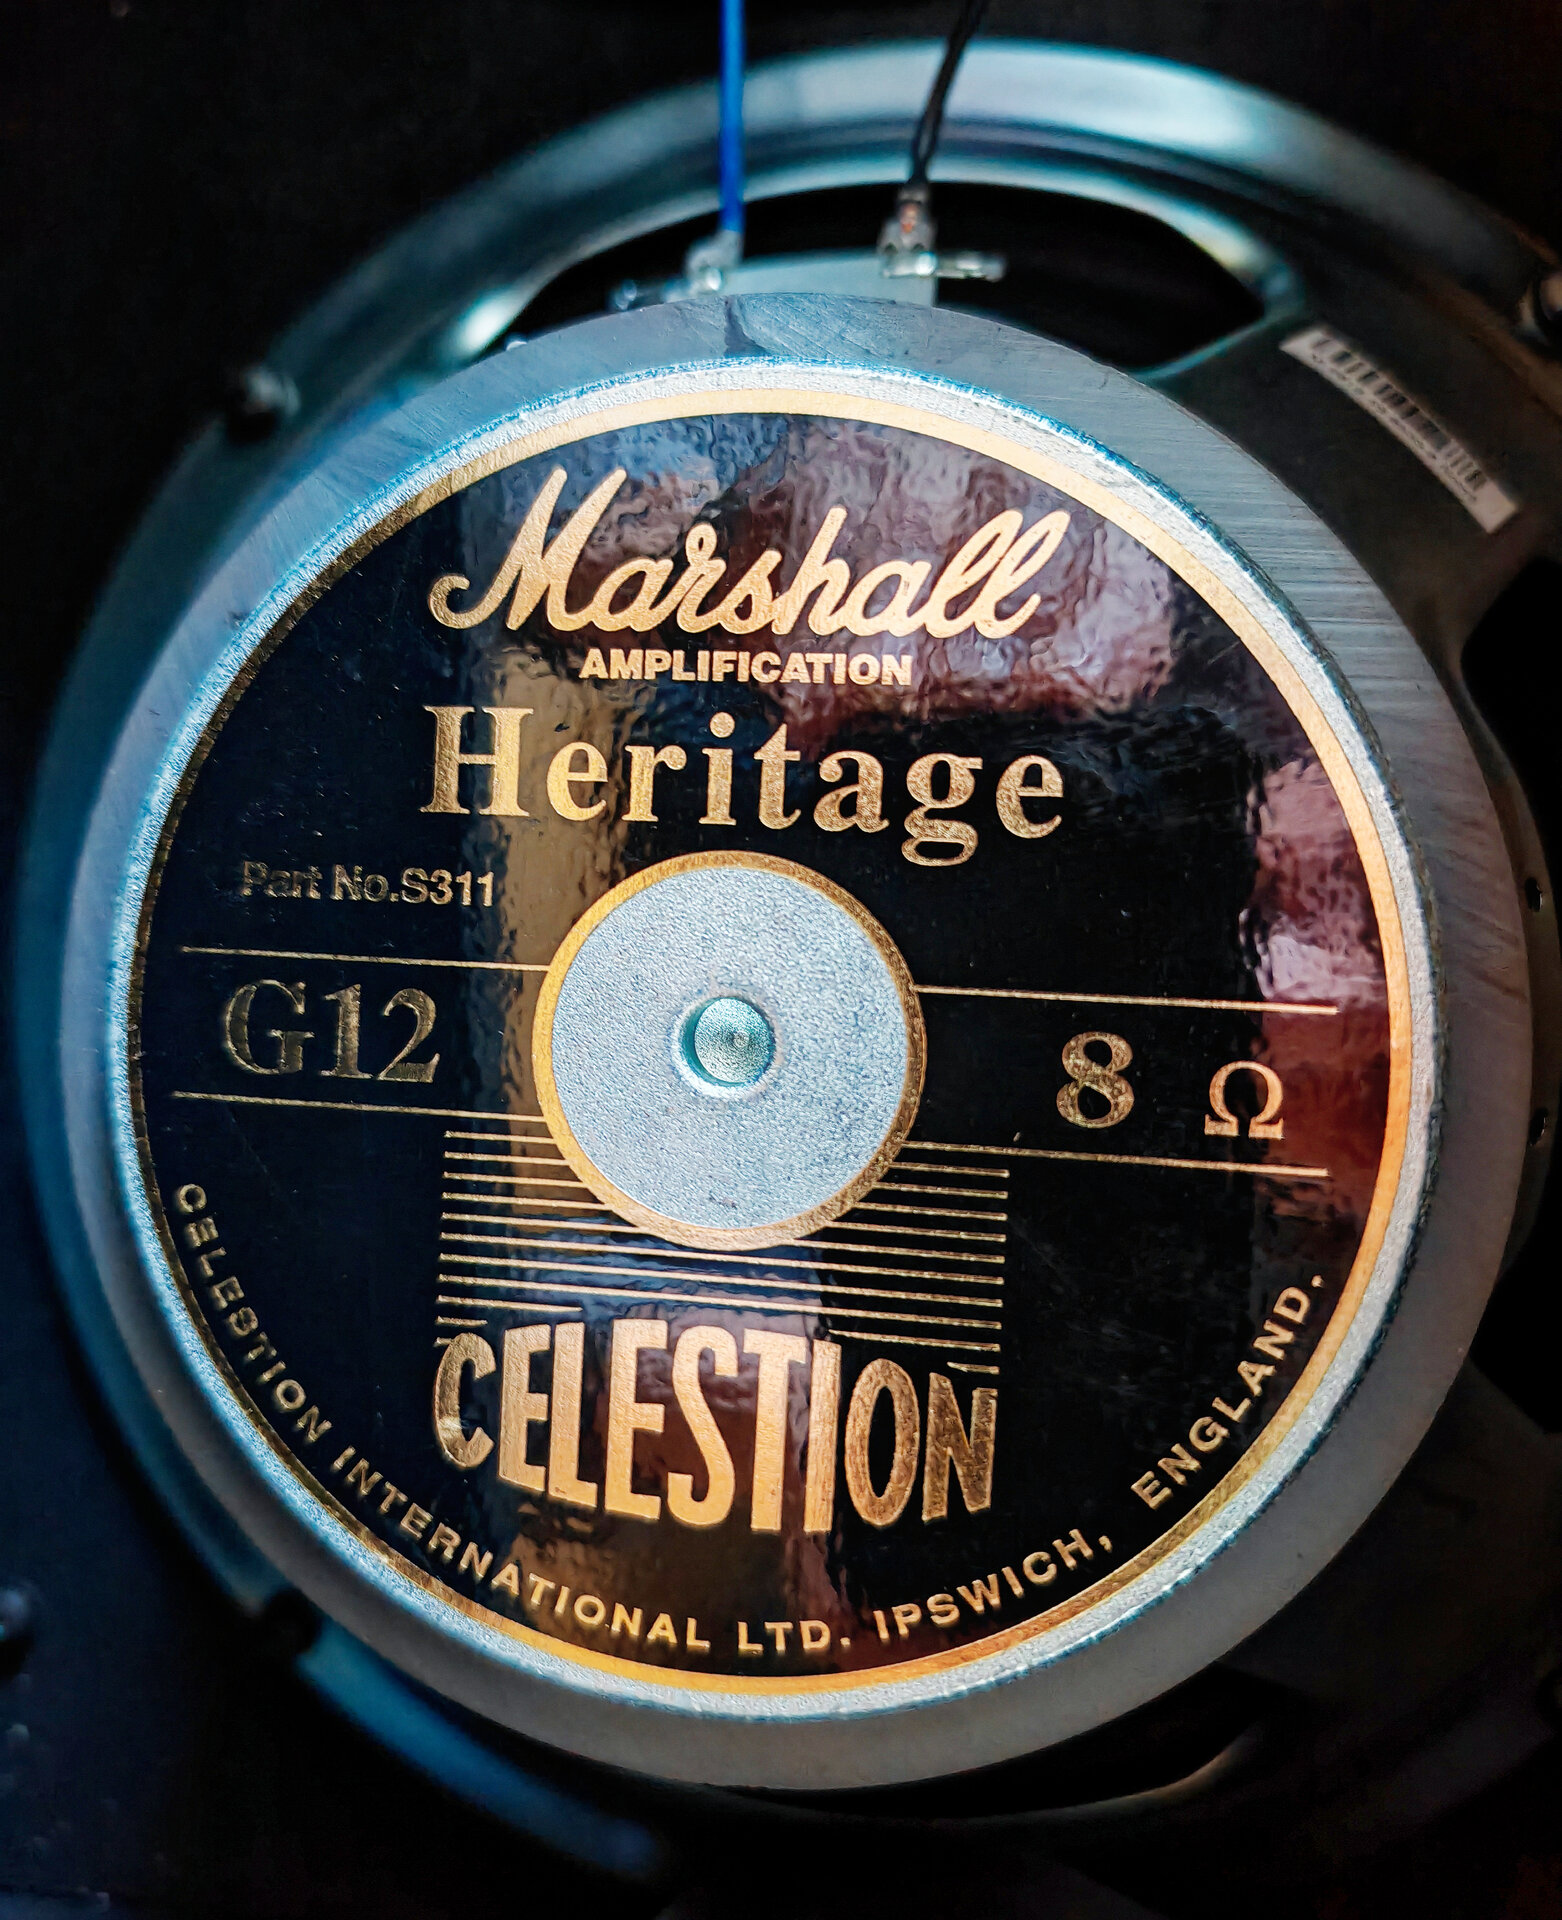 Marshall
AMPLIFICATION
Heritage
Part No.S311
G12
8 Ω
CELESTION
CELESTION INTERNATIONAL LTD. IPSWICH, ENGLAND.